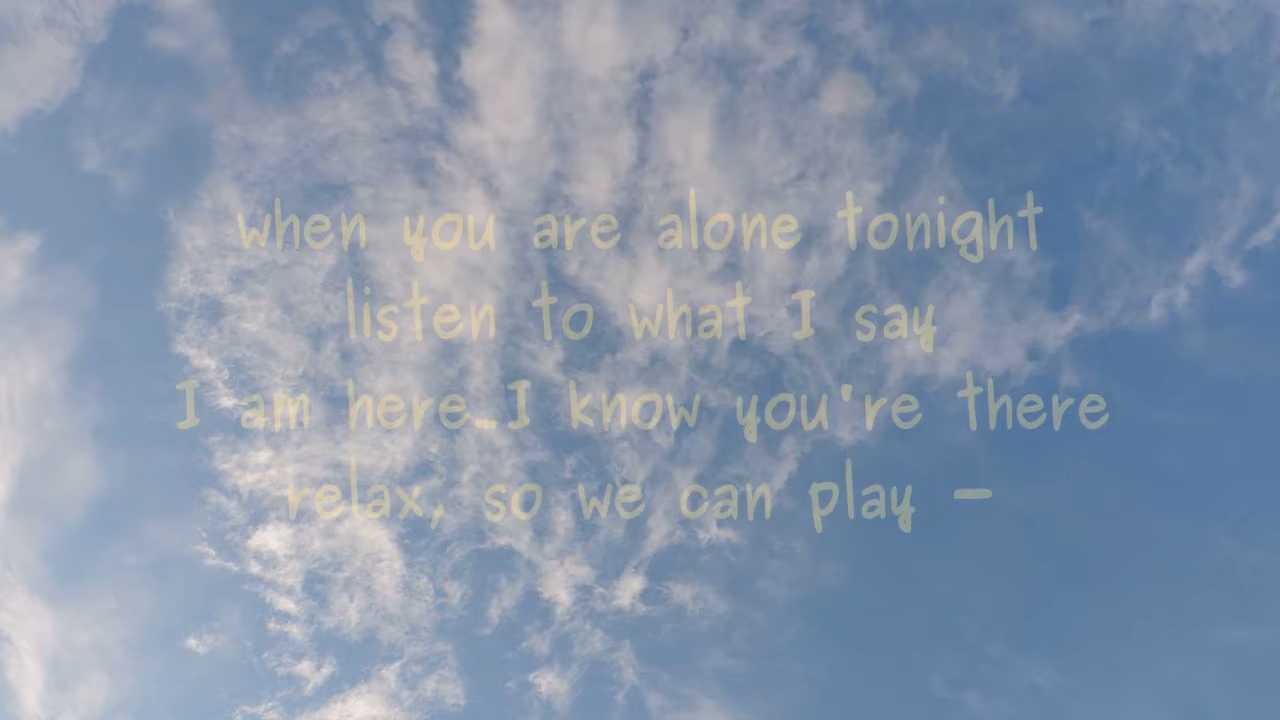 when you are alone tonight
listen to what I say
I am here...I know you're there
relax, so we can play -